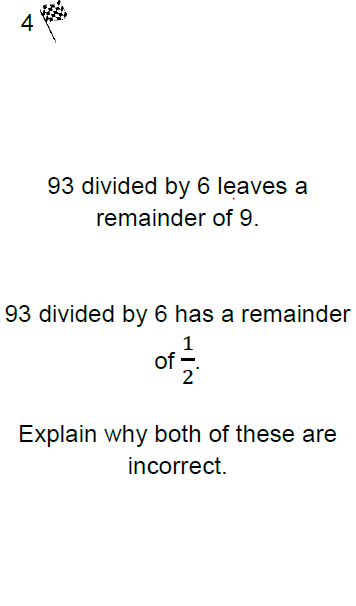 4
93 divided by 6 leaves a
remainder of 9.
93 divided by 6 has a remainder
of 1/2.
Explain why both of these are
incorrect.